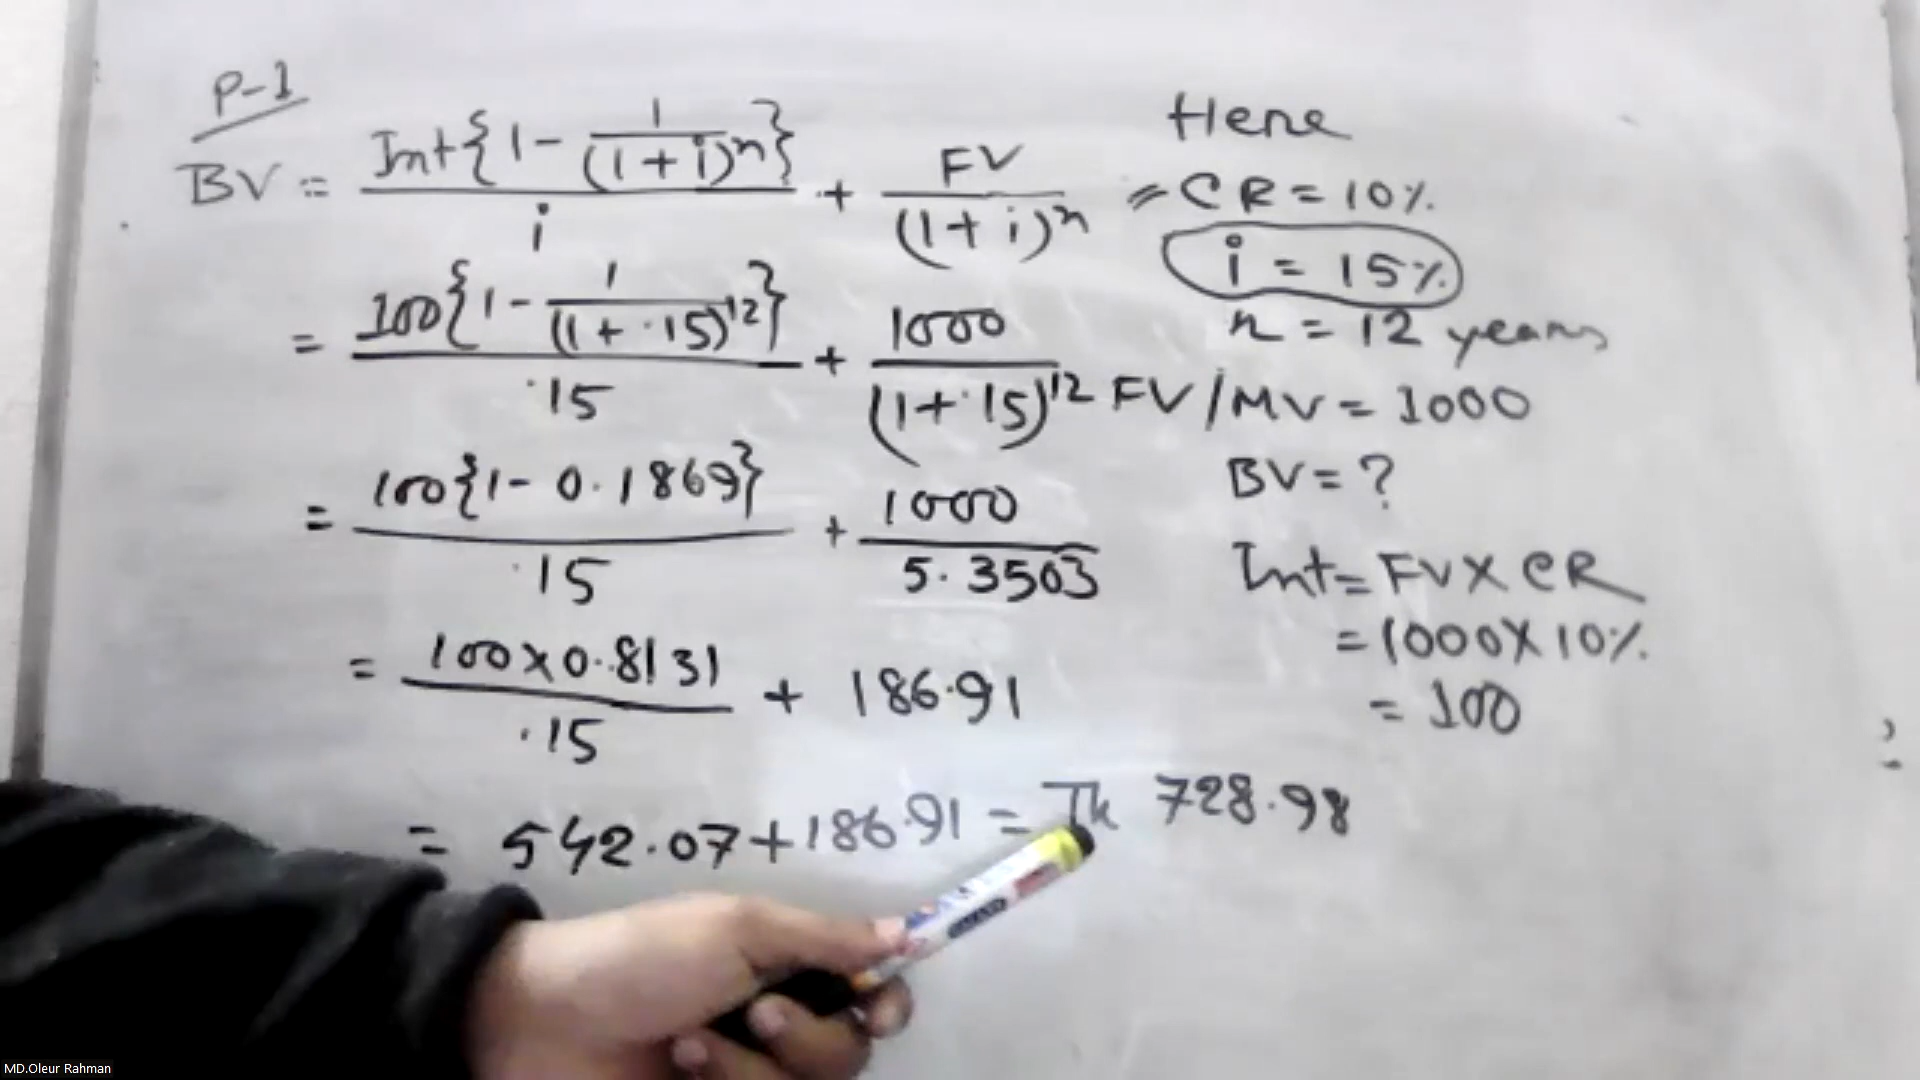 P-1
BV = Int{1 - 1/(1+i)^n} / i + FV/(1+i)^n
= 100{1 - 1/(1+.15)^12} / .15 + 1000/(1+.15)^12
= 100{1 - 0.1869} / .15 + 1000/5.3503
= 100×0.8131 / .15 + 186.91
= 542.07+186.91 = Tk 728.98
Here
= CR = 10%
i = 15%
n = 12 years
FV/MV = 1000
BV = ?
Int = FV X CR
= 1000 X 10%
= 100
MD.Oleur Rahman